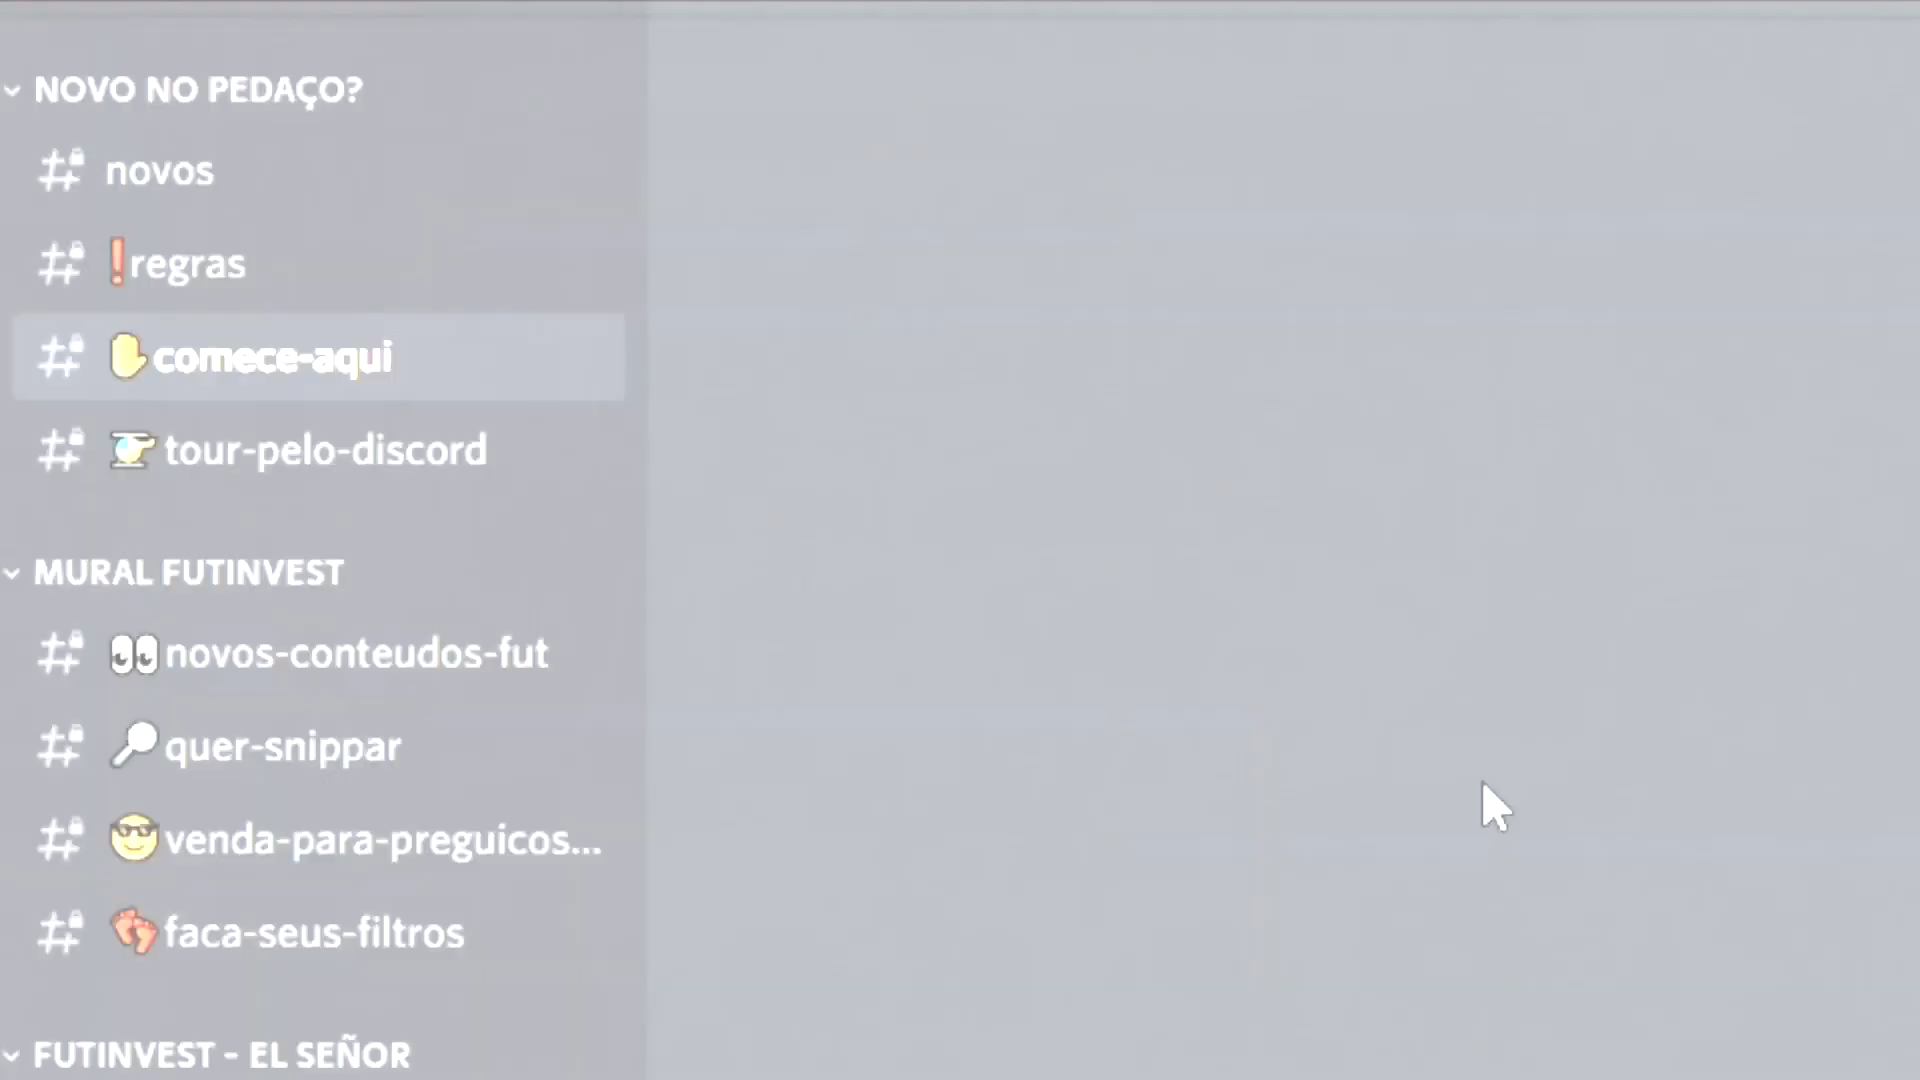 NOVO NO PEDAÇO?
novos
❗regras
✋comece-aqui
🚁tour-pelo-discord
MURAL FUTINVEST
👀novos-conteudos-fut
🔎quer-snippar
😎venda-para-preguicos...
👣faca-seus-filtros
FUTINVEST - EL SEÑOR